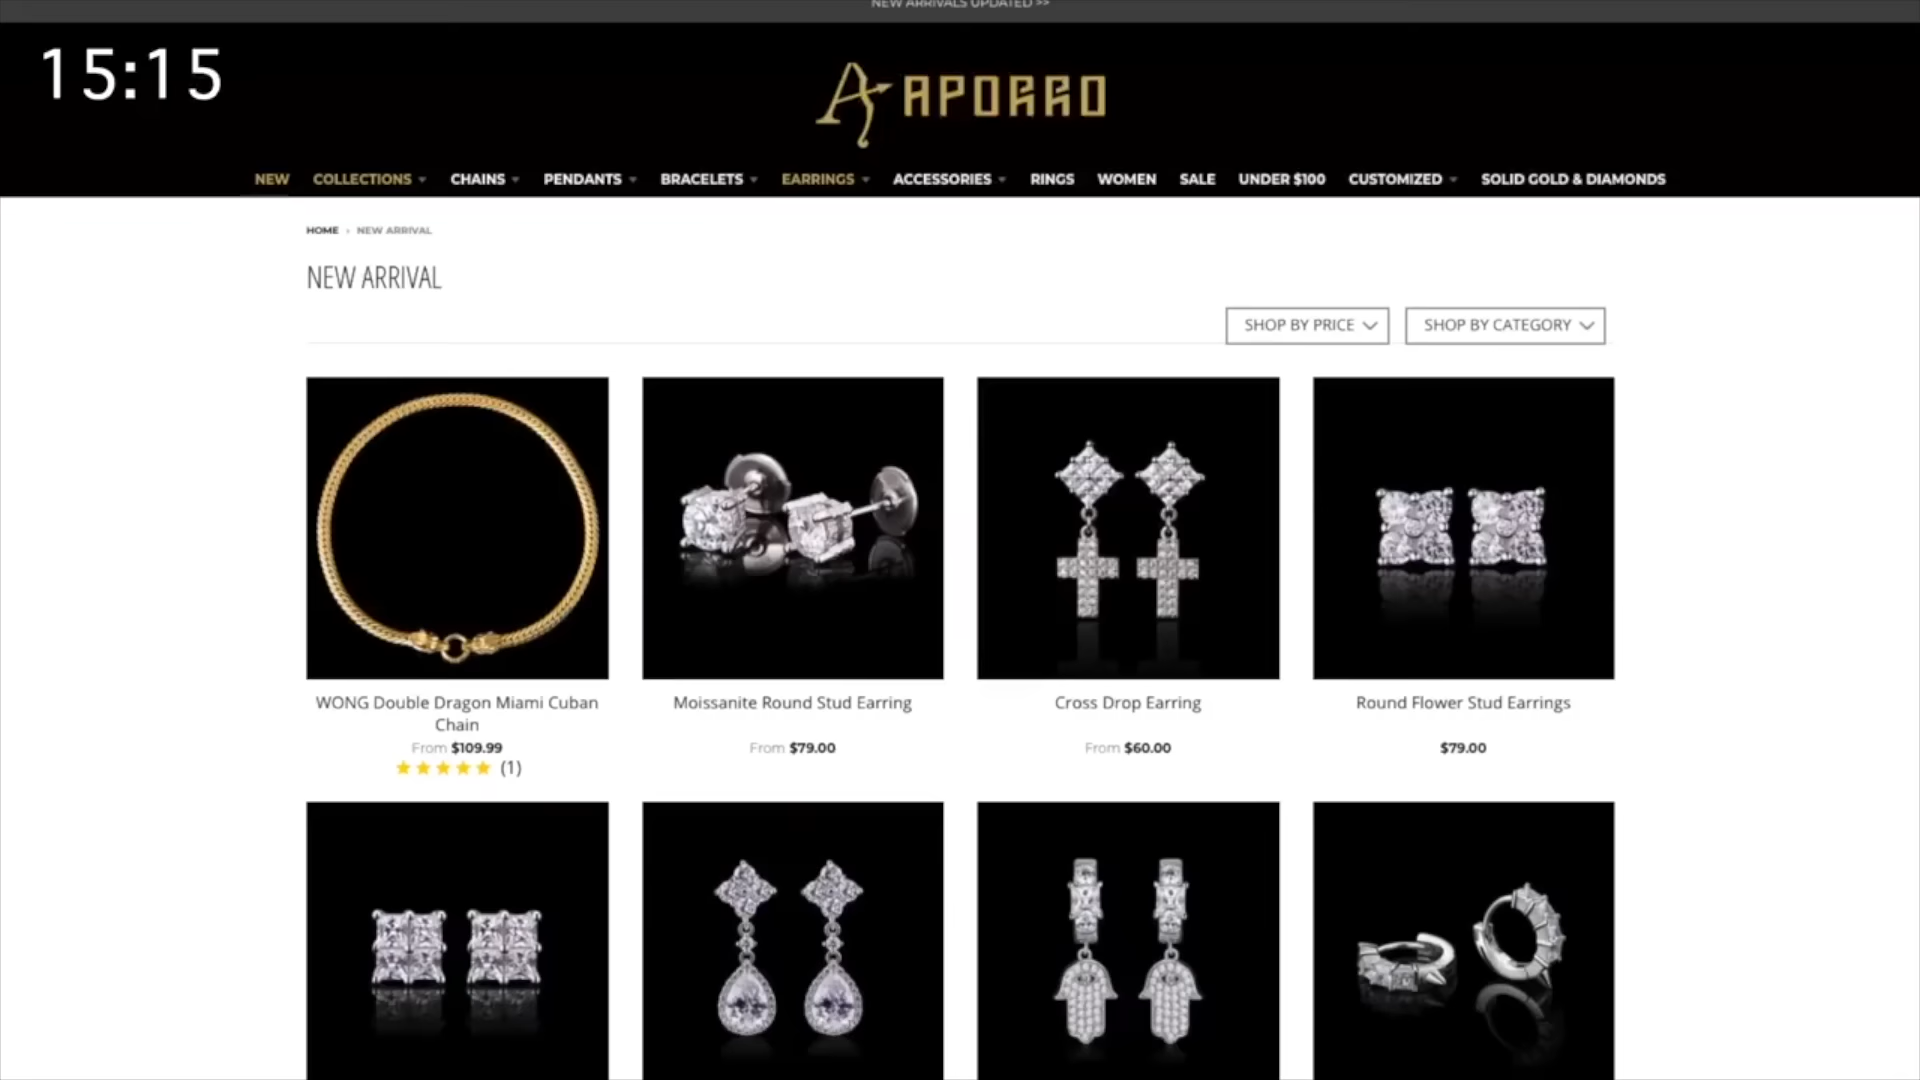 NEW ARRIVALS UPDATED >>
15:15
A APORRO
NEW COLLECTIONS CHAINS PENDANTS BRACELETS EARRINGS ACCESSORIES RINGS WOMEN SALE UNDER $100 CUSTOMIZED SOLID GOLD & DIAMONDS
HOME › NEW ARRIVAL
NEW ARRIVAL
SHOP BY PRICE SHOP BY CATEGORY
WONG Double Dragon Miami Cuban
Chain
From $109.99
(1)
Moissanite Round Stud Earring
From $79.00
Cross Drop Earring
From $60.00
Round Flower Stud Earrings
$79.00